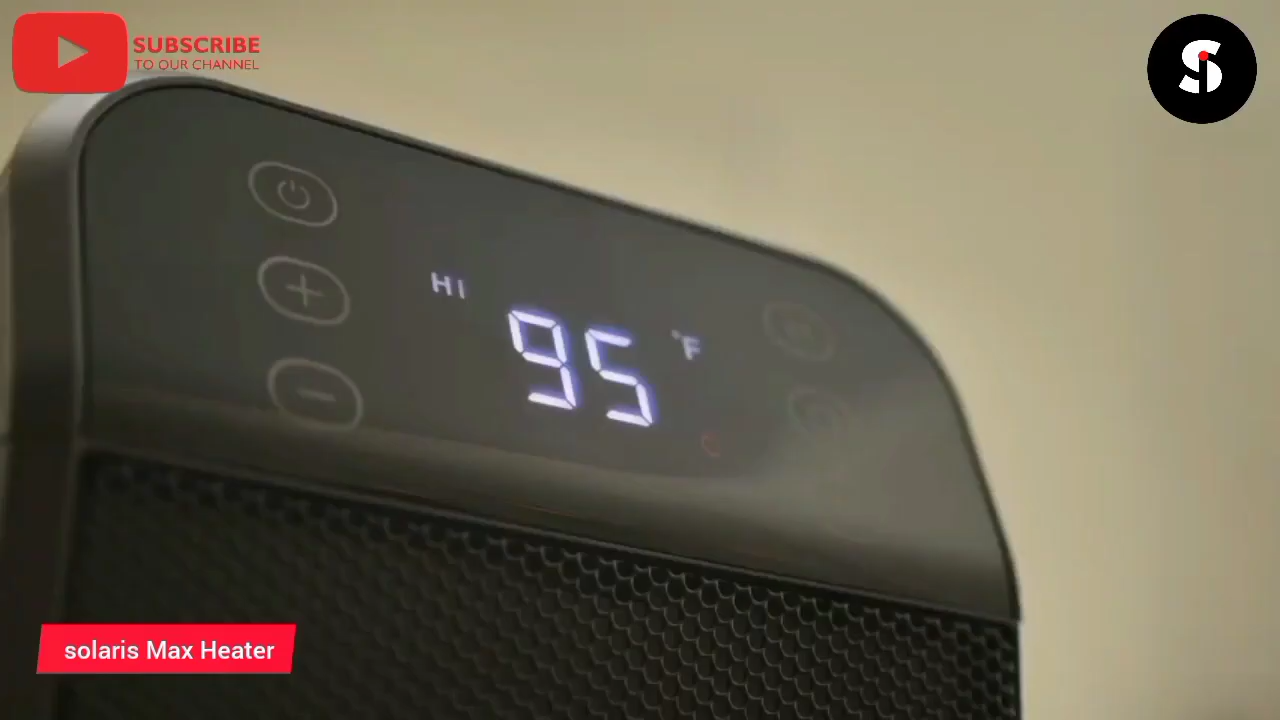 SUBSCRIBE
TO OUR CHANNEL
HI
95 °F
solaris Max Heater